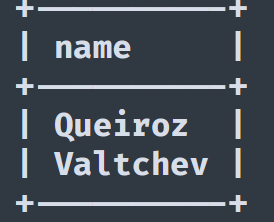 +----------+
| name     |
+----------+
| Queiroz  |
| Valtchev |
+----------+